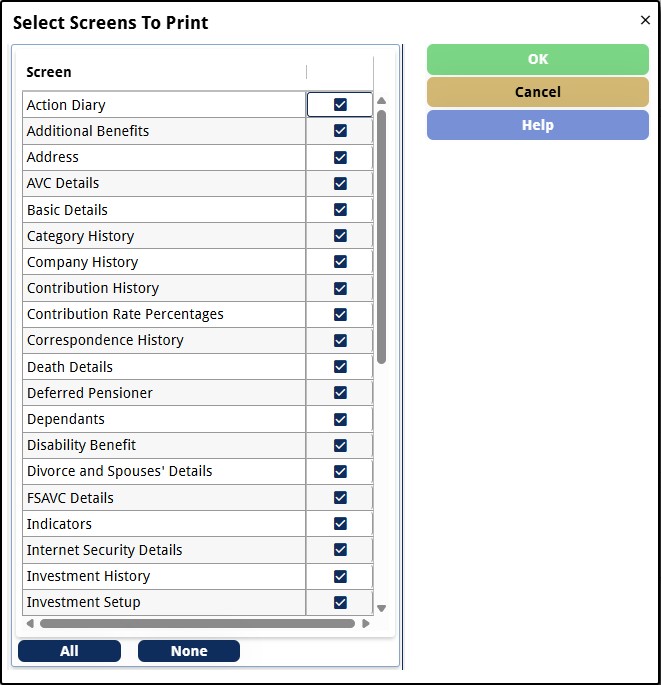 Select Screens To Print
Screen
Action Diary
Additional Benefits
Address
AVC Details
Basic Details
Category History
Company History
Contribution History
Contribution Rate Percentages
Correspondence History
Death Details
Deferred Pensioner
Dependants
Disability Benefit
Divorce and Spouses' Details
FSAVC Details
Indicators
Internet Security Details
Investment History
Investment Setup
All
None
OK
Cancel
Help